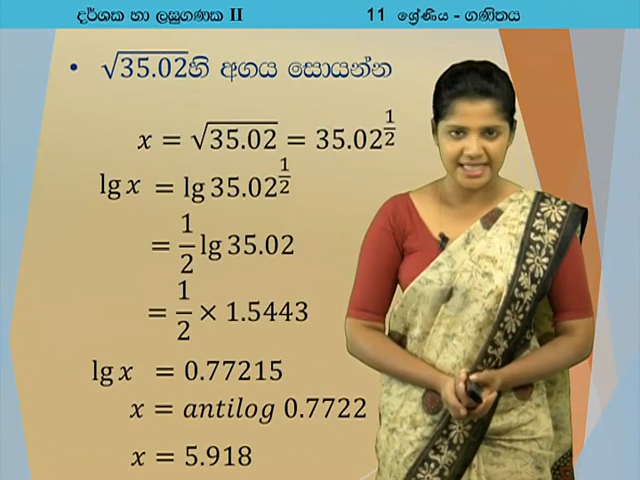 දර්ශක හා ලඝුගණක II
11 ශ්‍රේණිය - ගණිතය
• √35.02හි අගය සොයන්න
x = √35.02 = 35.02^(1/2)
lg x = lg 35.02^(1/2)
= 1/2 lg 35.02
= 1/2 × 1.5443
lg x = 0.77215
x = antilog 0.7722
x = 5.918